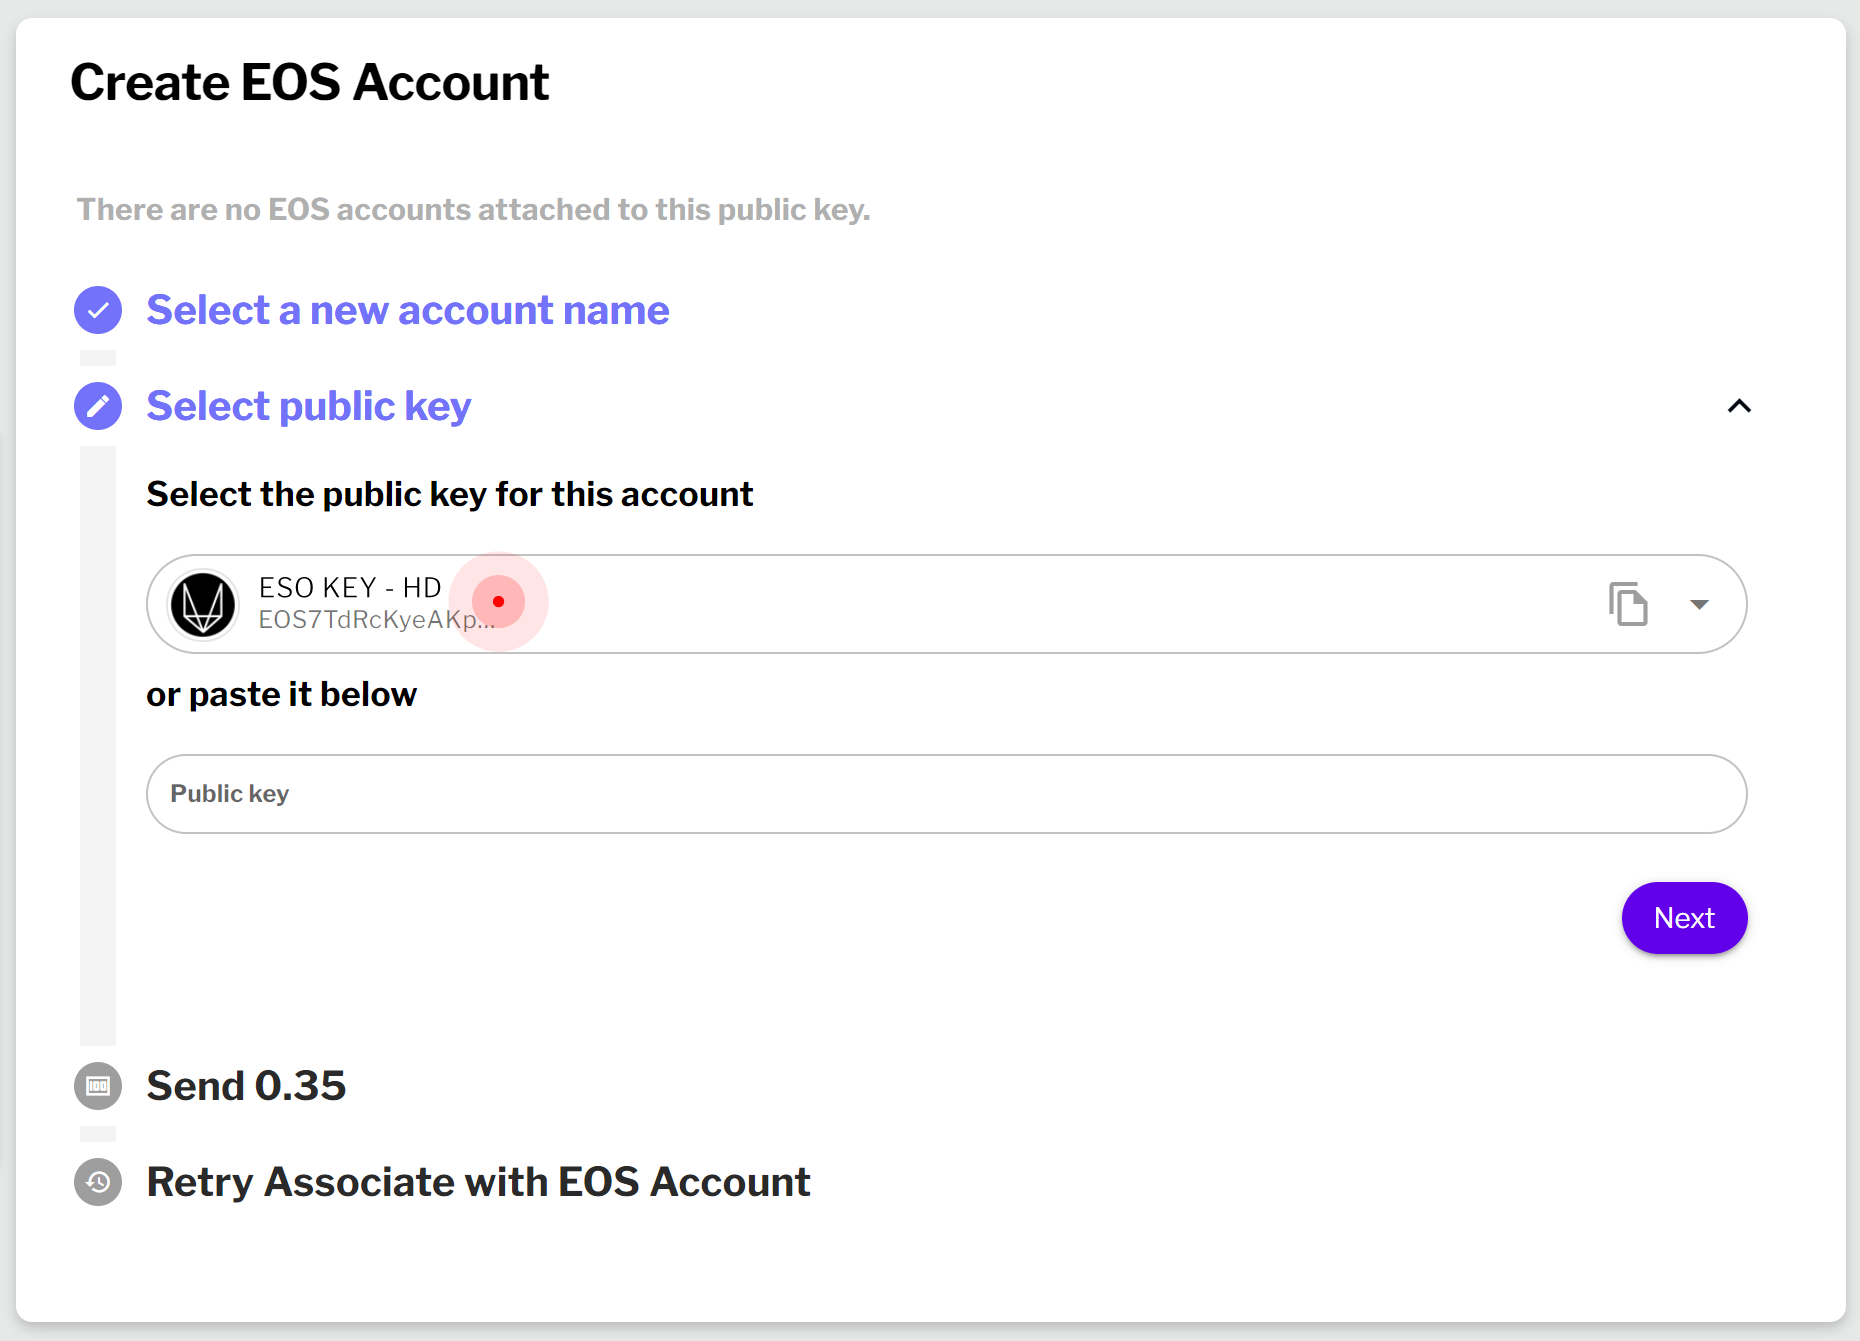 Create EOS Account
There are no EOS accounts attached to this public key.
Select a new account name
Select public key
Select the public key for this account
ESO KEY - HD
EOS7TdRcKyeAKp...
or paste it below
Public key
Next
Send 0.35
Retry Associate with EOS Account